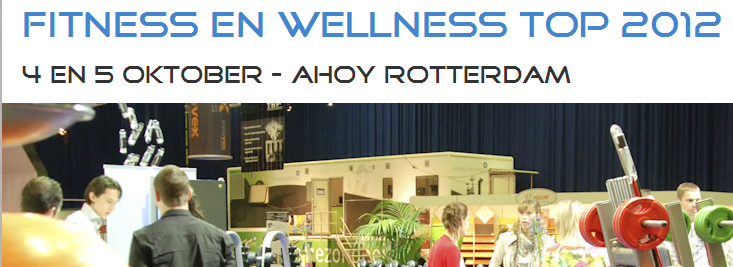 FITNESS EN WELLNESS TOP 2012
4 EN 5 OKTOBER - AHOY ROTTERDAM